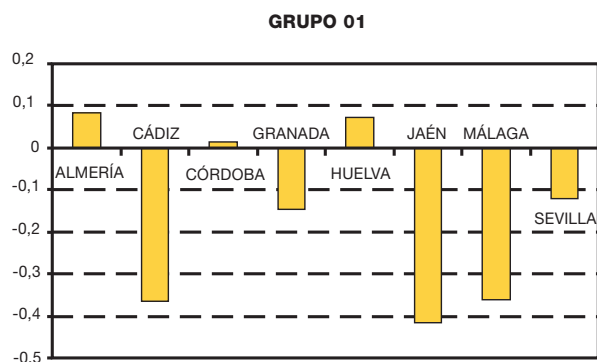 GRUPO 01
0,2
0,1
CÁDIZ GRANADA JAÉN MÁLAGA
0
ALMERÍA CÓRDOBA HUELVA
-0,1
SEVILLA
-0,2
-0,3
-0,4
-0,5